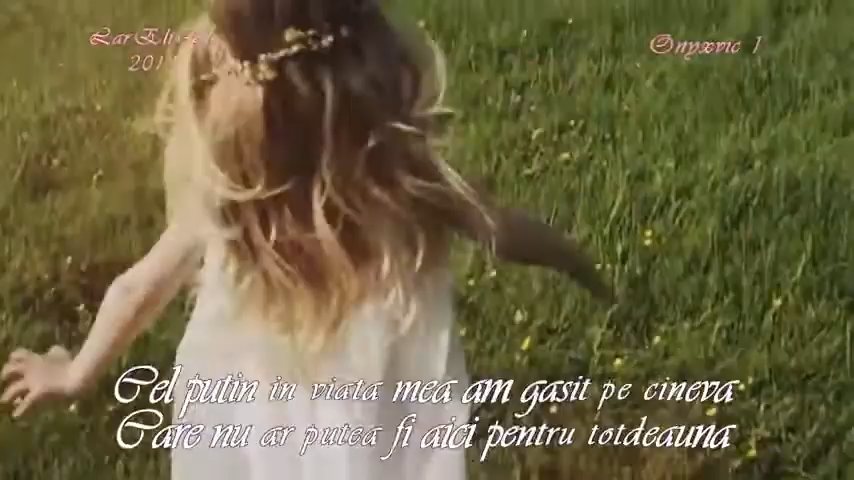 Onyxvic 1
Cel putin in viata mea am gasit pe cineva
Care nu ar putea fi aici pentru totdeauna